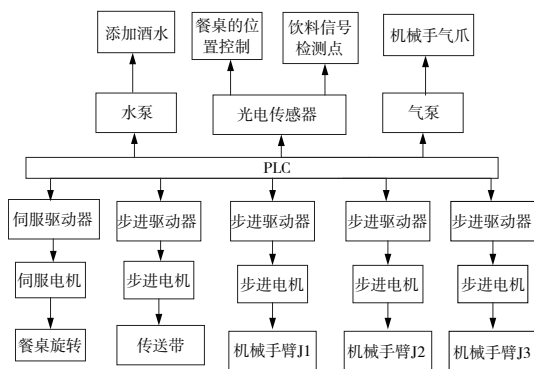 添加酒水
餐桌的位
置控制
饮料信号
检测点
机械手气爪
水泵
光电传感器
气泵
PLC
伺服驱动器
步进驱动器
步进驱动器
步进驱动器
步进驱动器
伺服电机
步进电机
步进电机
步进电机
步进电机
餐桌旋转
传送带
机械手臂J1
机械手臂J2
机械手臂J3